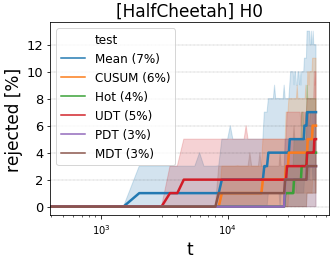 [HalfCheetah] H0
rejected [%]
12
10
8
6
4
2
0
test
Mean (7%)
CUSUM (6%)
Hot (4%)
UDT (5%)
PDT (3%)
MDT (3%)
10³
10⁴
t